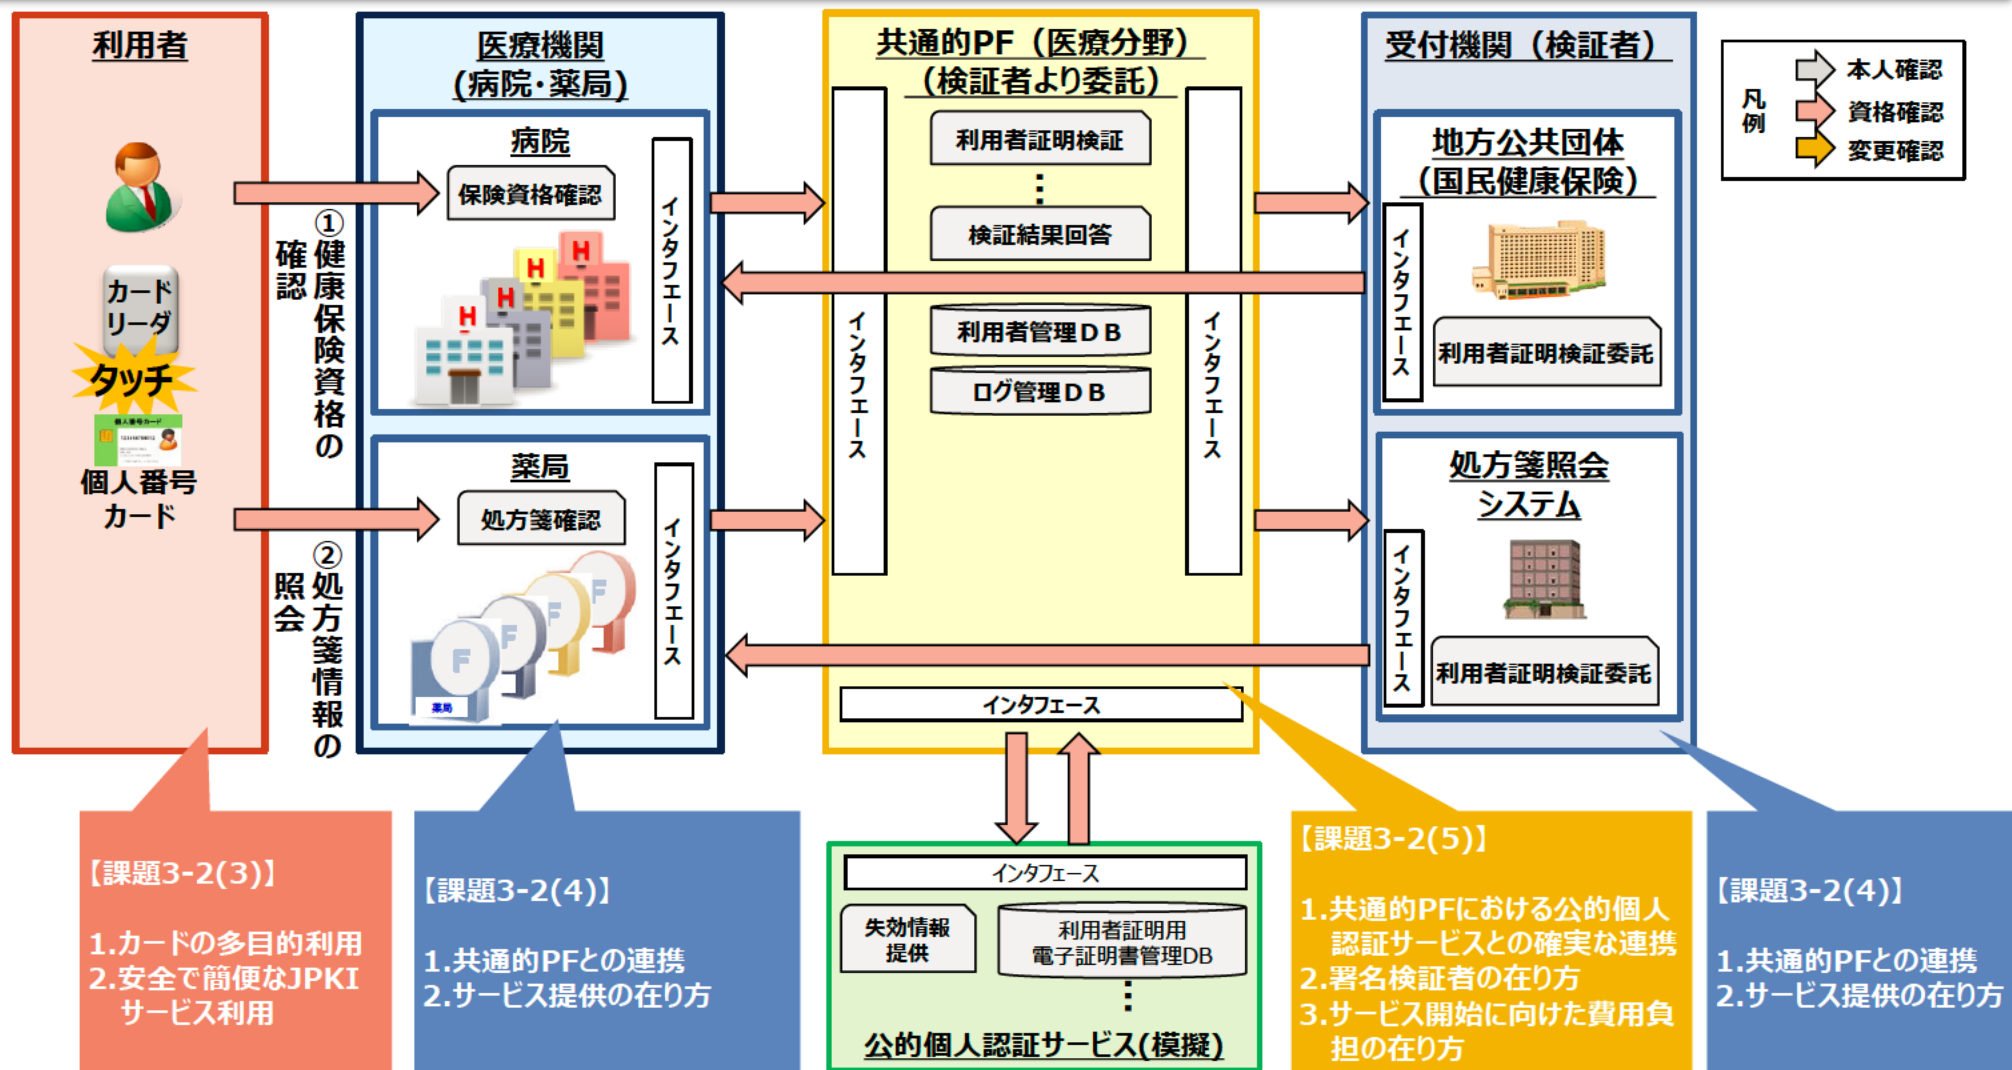 利用者
カード
リーダ
タッチ
個人番号カード
個人番号
カード
①健康保険資格の
確認
②処方箋情報の
照会
医療機関
(病院・薬局)
病院
保険資格確認
インタフェース
H
H
H
H
薬局
処方箋確認
インタフェース
F
F
F
F
薬局
共通的PF（医療分野）
（検証者より委託）
インタフェース
利用者証明検証
⋮
検証結果回答
利用者管理DB
ログ管理DB
インタフェース
インタフェース
受付機関（検証者）
地方公共団体
（国民健康保険）
インタフェース
利用者証明検証委託
処方箋照会
システム
インタフェース
利用者証明検証委託
凡例
本人確認
資格確認
変更確認
インタフェース
失効情報
提供
利用者証明用
電子証明書管理DB
⋮
公的個人認証サービス(模擬)
【課題3-2(3)】
1.カードの多目的利用
2.安全で簡便なJPKI
サービス利用
【課題3-2(4)】
1.共通的PFとの連携
2.サービス提供の在り方
【課題3-2(5)】
1.共通的PFにおける公的個人
認証サービスとの確実な連携
2.署名検証者の在り方
3.サービス開始に向けた費用負
担の在り方
【課題3-2(4)】
1.共通的PFとの連携
2.サービス提供の在り方